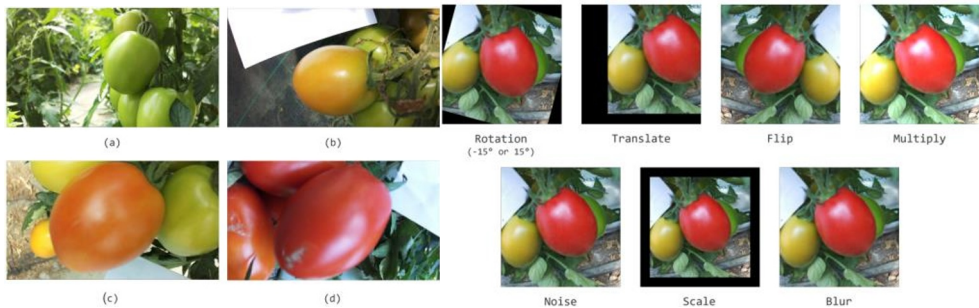 (a)
(b)
Rotation
(-15° or 15°)
Translate
Flip
Multiply
(c)
(d)
Noise
Scale
Blur